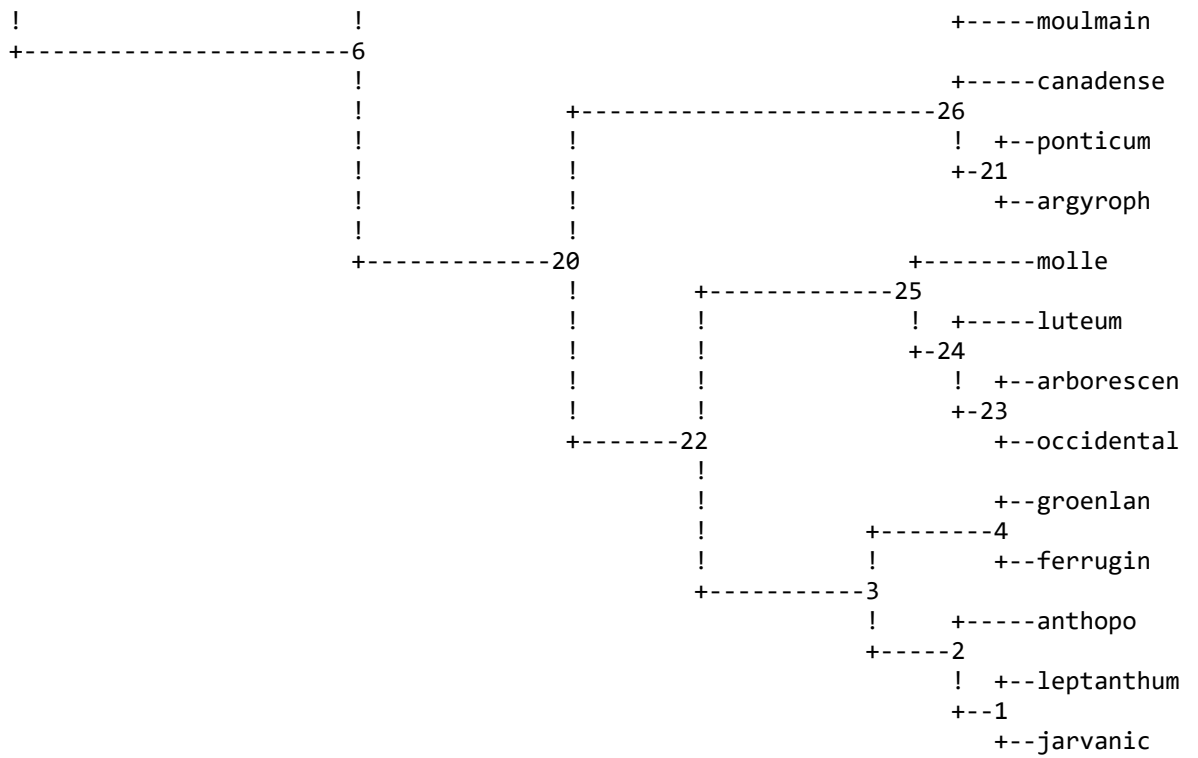 !                       !                                         +-----moulmain
+-----------------------6
                        !                                         +-----canadense
                        !              +-------------------------26
                        !              !                          !  +--ponticum
                        !              !                          +-21
                        !              !                             +--argyroph
                        !              !
                        +-------------20                       +--------molle
                                       !        +-------------25
                                       !        !              !  +-----luteum
                                       !        !              +-24
                                       !        !                 !  +--arborescen
                                       !        !                 +-23
                                       +-------22                    +--occidental
                                                !
                                                !                    +--groenlan
                                                !           +--------4
                                                !           !        +--ferrugin
                                                +-----------3
                                                            !     +-----anthopo
                                                            +-----2
                                                                  !  +--leptanthum
                                                                  +--1
                                                                     +--jarvanic